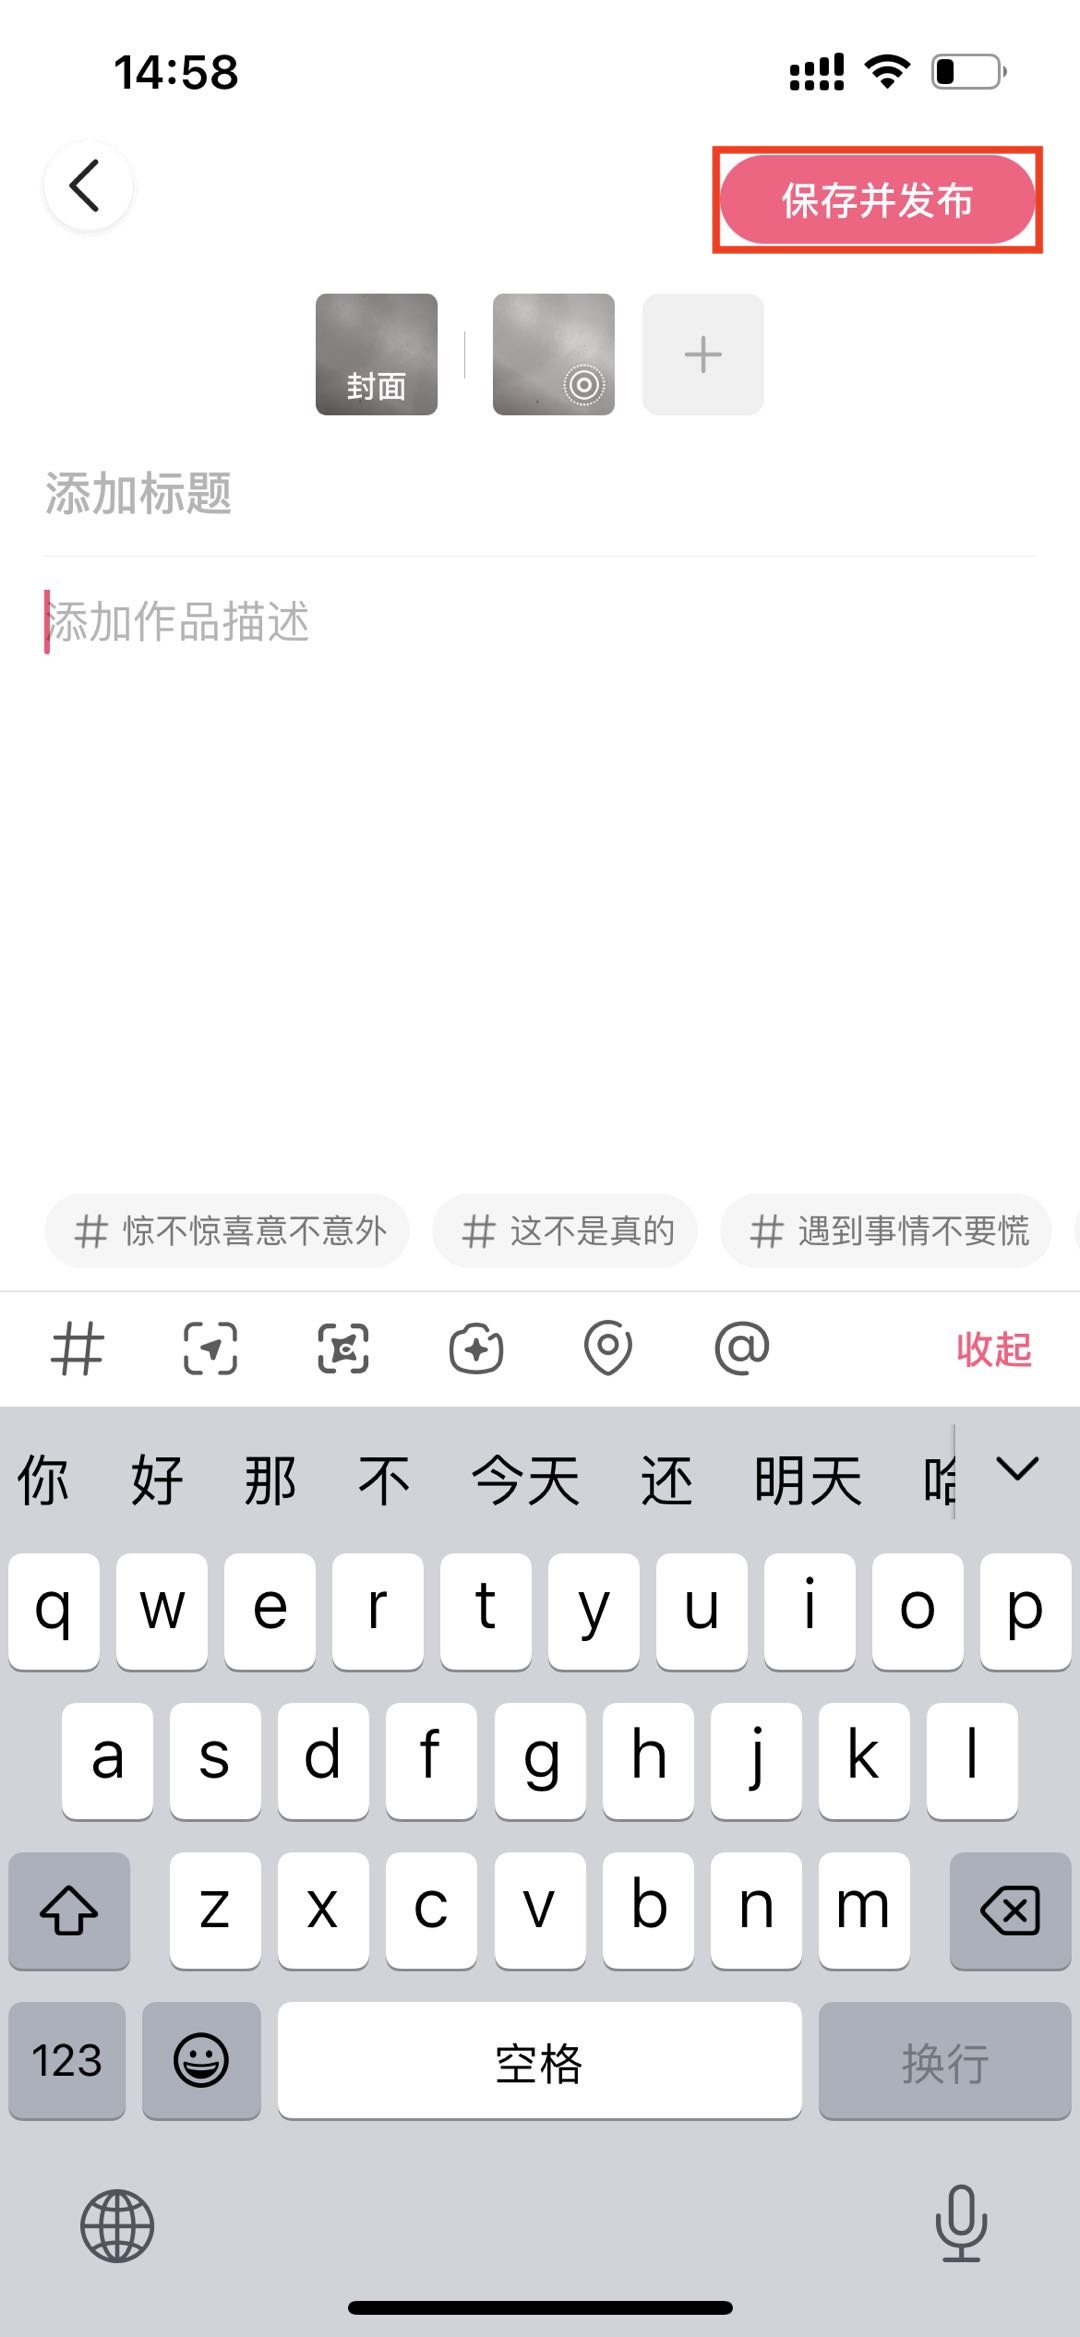 14:58
保存并发布
封面
添加标题
添加作品描述
# 惊不惊喜意不意外 # 这不是真的 # 遇到事情不要慌
# @ 收起
你 好 那 不 今天 还 明天
q w e r t y u i o p
a s d f g h j k l
z x c v b n m
123 空格 换行